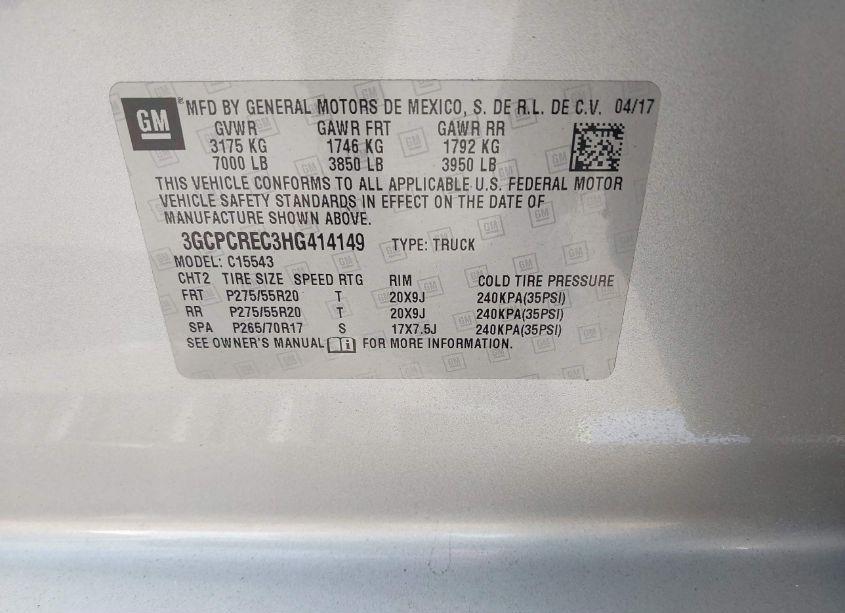 GM ® MFD BY GENERAL MOTORS DE MEXICO, S. DE R.L. DE C.V. 04/17
GVWR GAWR FRT GAWR RR
3175 KG 1746 KG 1792 KG
7000 LB 3850 LB 3950 LB
THIS VEHICLE CONFORMS TO ALL APPLICABLE U.S. FEDERAL MOTOR
VEHICLE SAFETY STANDARDS IN EFFECT ON THE DATE OF
MANUFACTURE SHOWN ABOVE.
3GCPCREC3HG414149 TYPE: TRUCK
MODEL: C15543
CHT2 TIRE SIZE SPEED RTG RIM COLD TIRE PRESSURE
FRT P275/55R20 T 20X9J 240KPA(35PSI)
RR P275/55R20 T 20X9J 240KPA(35PSI)
SPA P265/70R17 S 17X7.5J 240KPA(35PSI)
SEE OWNER'S MANUAL FOR MORE INFORMATION.